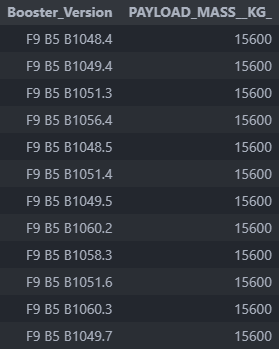 Booster_Version PAYLOAD_MASS__KG_
F9 B5 B1048.4 15600
F9 B5 B1049.4 15600
F9 B5 B1051.3 15600
F9 B5 B1056.4 15600
F9 B5 B1048.5 15600
F9 B5 B1051.4 15600
F9 B5 B1049.5 15600
F9 B5 B1060.2 15600
F9 B5 B1058.3 15600
F9 B5 B1051.6 15600
F9 B5 B1060.3 15600
F9 B5 B1049.7 15600